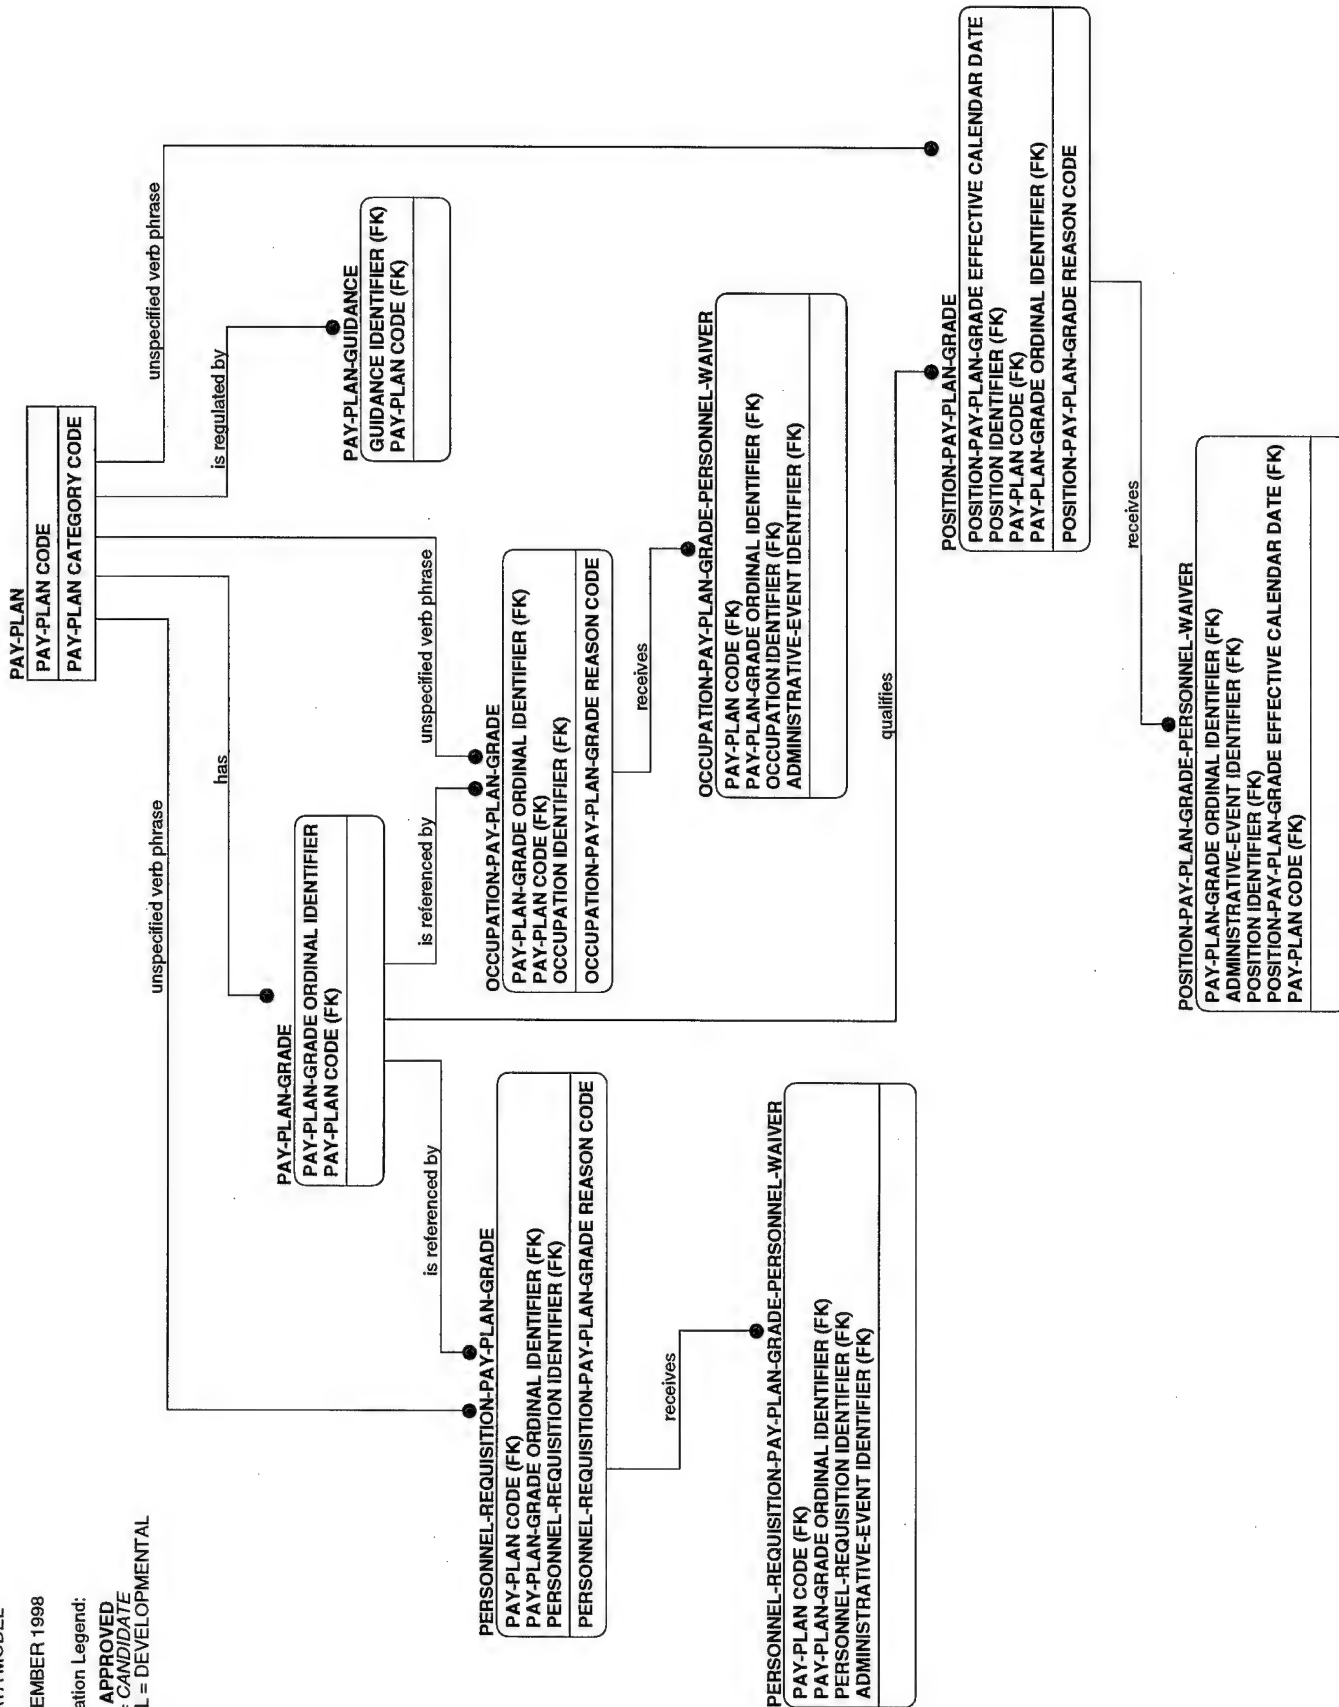 ATA MODEL
EMBER 1998
ation Legend:
APPROVED
= CANDIDATE
L = DEVELOPMENTAL
PAY-PLAN
PAY-PLAN CODE
PAY-PLAN CATEGORY CODE
unspecified verb phrase
has
unspecified verb phrase
is regulated by
unspecified verb phrase
PAY-PLAN-GUIDANCE
GUIDANCE IDENTIFIER (FK)
PAY-PLAN CODE (FK)
PAY-PLAN-GRADE
PAY-PLAN-GRADE ORDINAL IDENTIFIER
PAY-PLAN CODE (FK)
is referenced by
is referenced by
qualifies
PERSONNEL-REQUISITION-PAY-PLAN-GRADE
PAY-PLAN CODE (FK)
PAY-PLAN-GRADE ORDINAL IDENTIFIER (FK)
PERSONNEL-REQUISITION IDENTIFIER (FK)
PERSONNEL-REQUISITION-PAY-PLAN-GRADE REASON CODE
receives
OCCUPATION-PAY-PLAN-GRADE
PAY-PLAN-GRADE ORDINAL IDENTIFIER (FK)
PAY-PLAN CODE (FK)
OCCUPATION IDENTIFIER (FK)
OCCUPATION-PAY-PLAN-GRADE REASON CODE
receives
PERSONNEL-REQUISITION-PAY-PLAN-GRADE-PERSONNEL-WAIVER
PAY-PLAN CODE (FK)
PAY-PLAN-GRADE ORDINAL IDENTIFIER (FK)
PERSONNEL-REQUISITION IDENTIFIER (FK)
ADMINISTRATIVE-EVENT IDENTIFIER (FK)
OCCUPATION-PAY-PLAN-GRADE-PERSONNEL-WAIVER
PAY-PLAN CODE (FK)
PAY-PLAN-GRADE ORDINAL IDENTIFIER (FK)
OCCUPATION IDENTIFIER (FK)
ADMINISTRATIVE-EVENT IDENTIFIER (FK)
POSITION-PAY-PLAN-GRADE
POSITION-PAY-PLAN-GRADE EFFECTIVE CALENDAR DATE
POSITION IDENTIFIER (FK)
PAY-PLAN CODE (FK)
PAY-PLAN-GRADE ORDINAL IDENTIFIER (FK)
POSITION-PAY-PLAN-GRADE REASON CODE
receives
POSITION-PAY-PLAN-GRADE-PERSONNEL-WAIVER
PAY-PLAN-GRADE ORDINAL IDENTIFIER (FK)
ADMINISTRATIVE-EVENT IDENTIFIER (FK)
POSITION IDENTIFIER (FK)
POSITION-PAY-PLAN-GRADE EFFECTIVE CALENDAR DATE (FK)
PAY-PLAN CODE (FK)